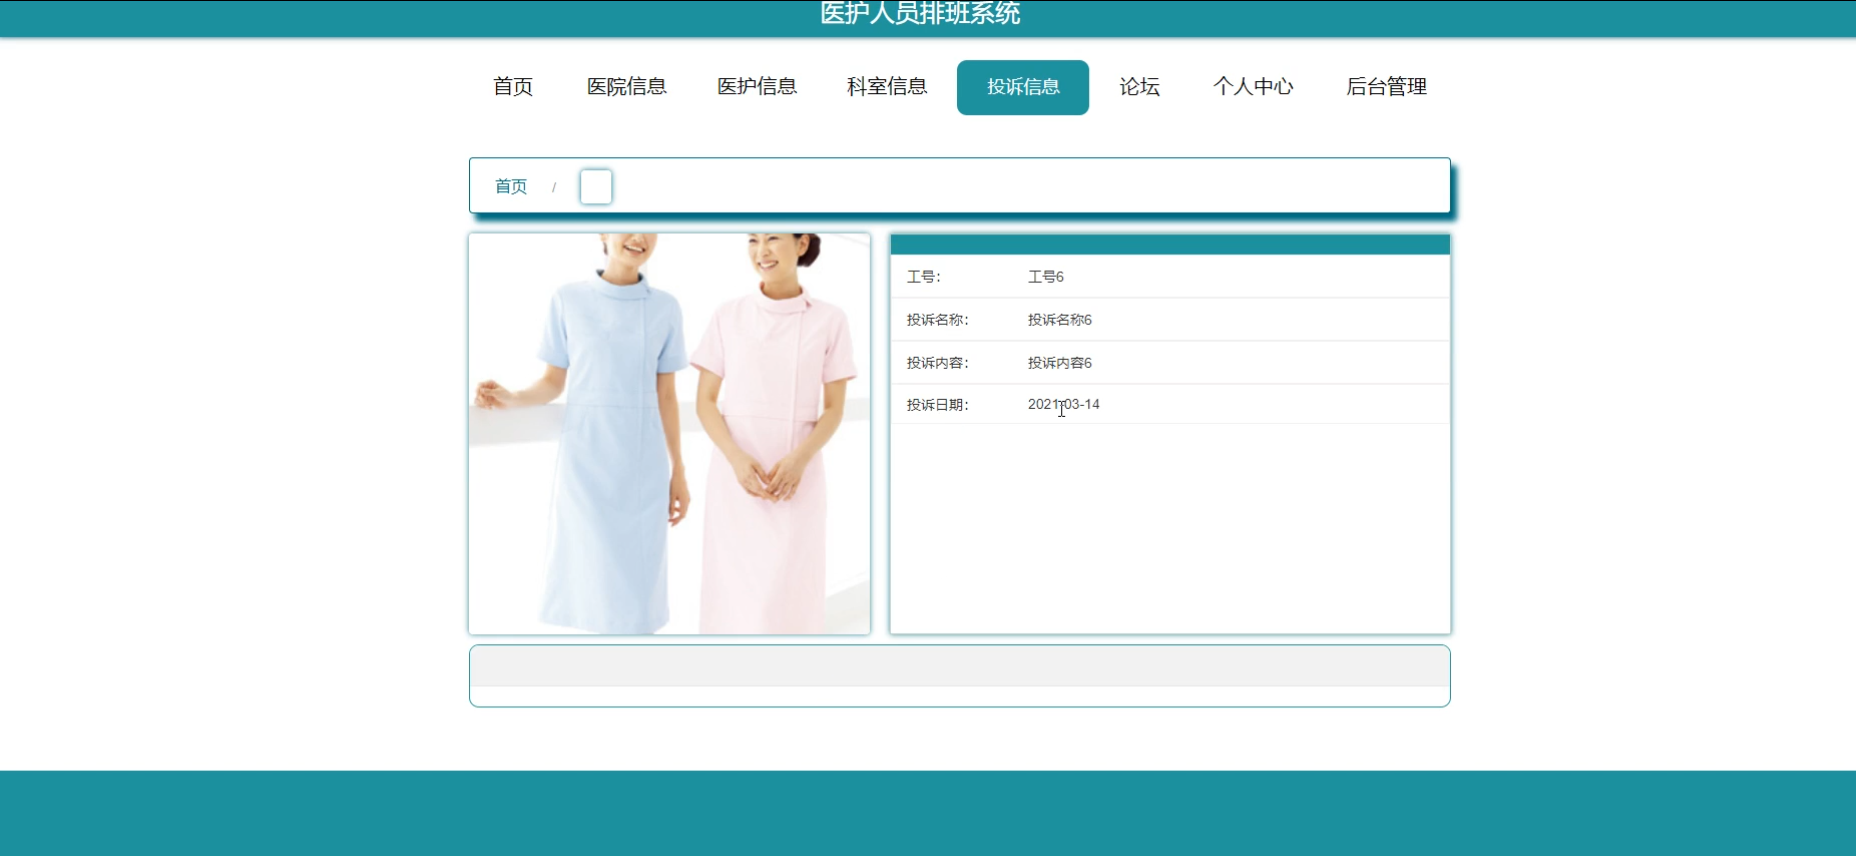 医护人员排班系统
首页 医院信息 医护信息 科室信息 投诉信息 论坛 个人中心 后台管理
首页 /
工号: 工号6
投诉名称: 投诉名称6
投诉内容: 投诉内容6
投诉日期: 2021-03-14